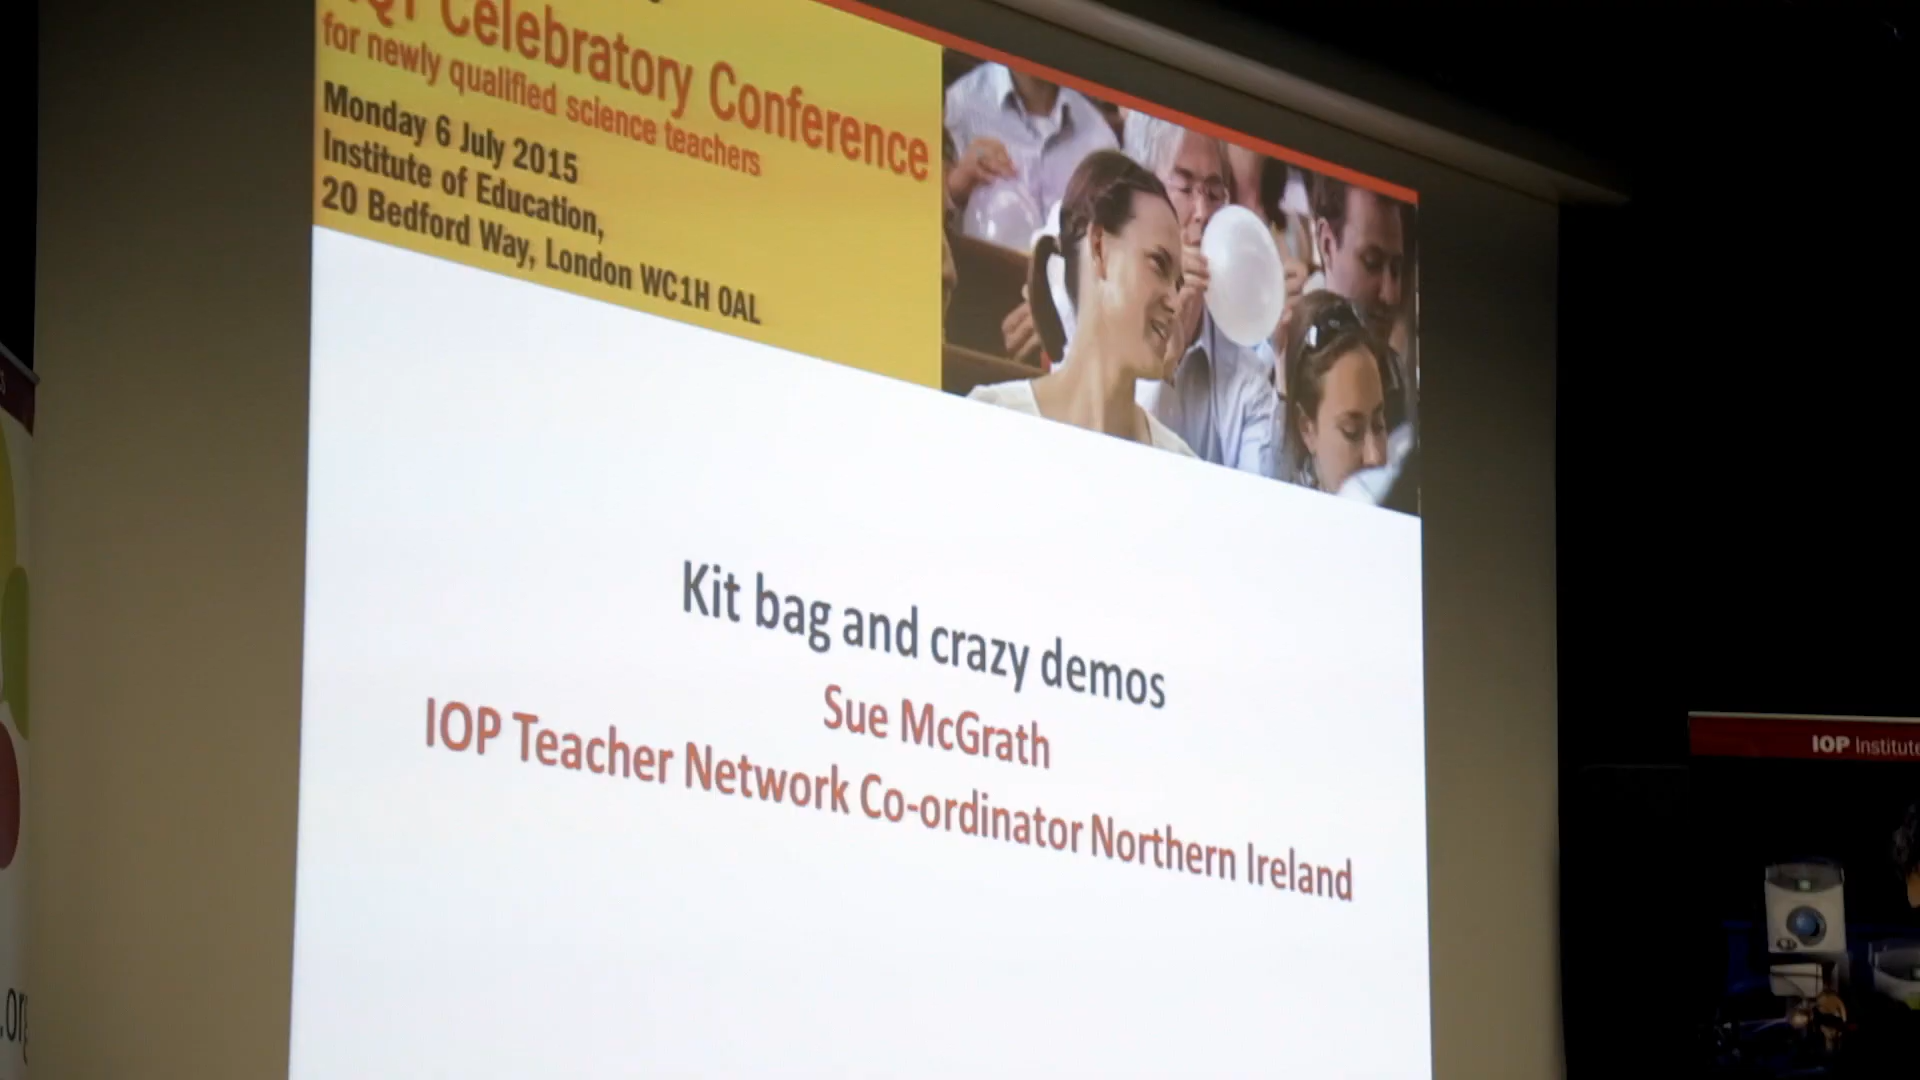 Celebratory Conference
for newly qualified science teachers
Monday 6 July 2015
Institute of Education,
20 Bedford Way, London WC1H 0AL
Kit bag and crazy demos
Sue McGrath
IOP Teacher Network Co-ordinator Northern Ireland
IOP Institute
.org